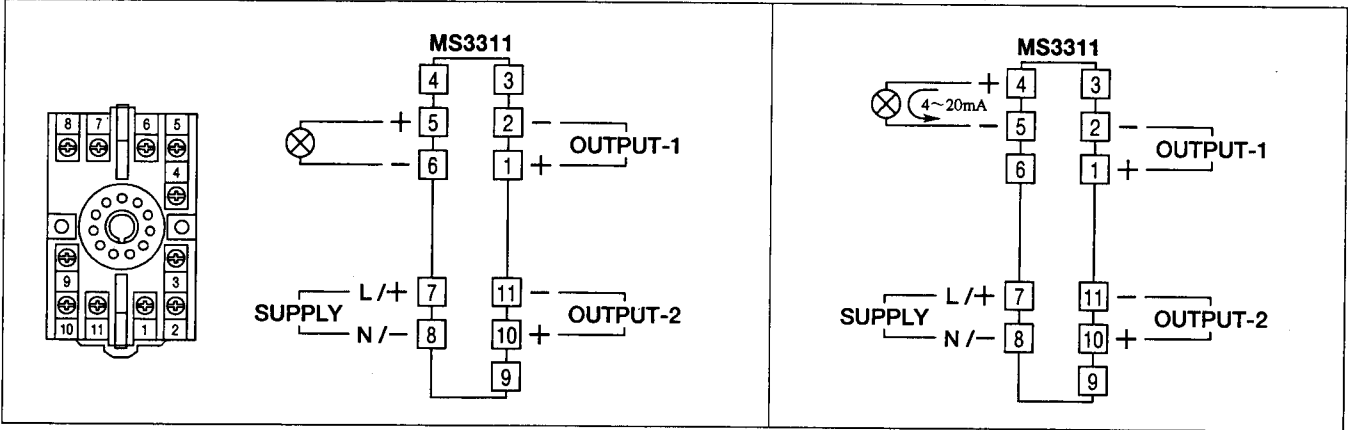 8 7 6 5
4
9 3
10 11 1 2
MS3311
4 3
+ 5 2 − OUTPUT-1
− 6 1 +
SUPPLY L/+ 7 11 − OUTPUT-2
N/− 8 10 +
9
MS3311
+ 4 3
4~20mA
− 5 2 − OUTPUT-1
6 1 +
SUPPLY L/+ 7 11 − OUTPUT-2
N/− 8 10 +
9